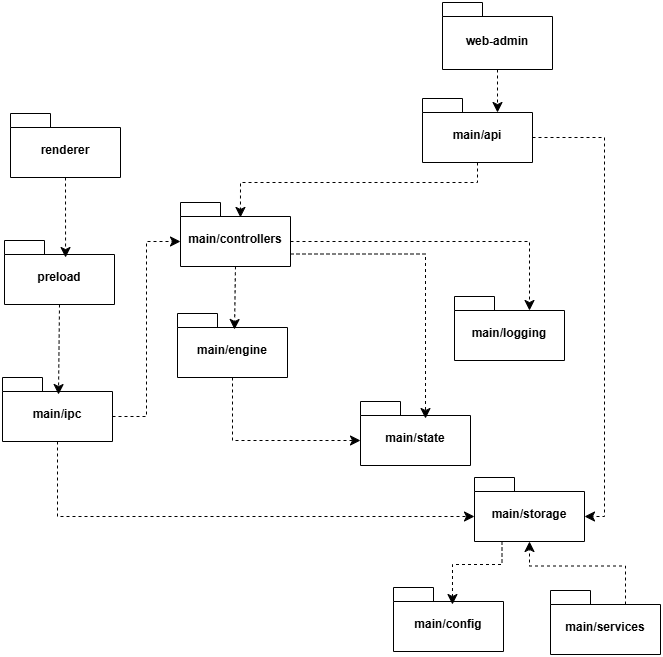 web-admin
main/api
renderer
main/controllers
preload
main/logging
main/engine
main/ipc
main/state
main/storage
main/config
main/services